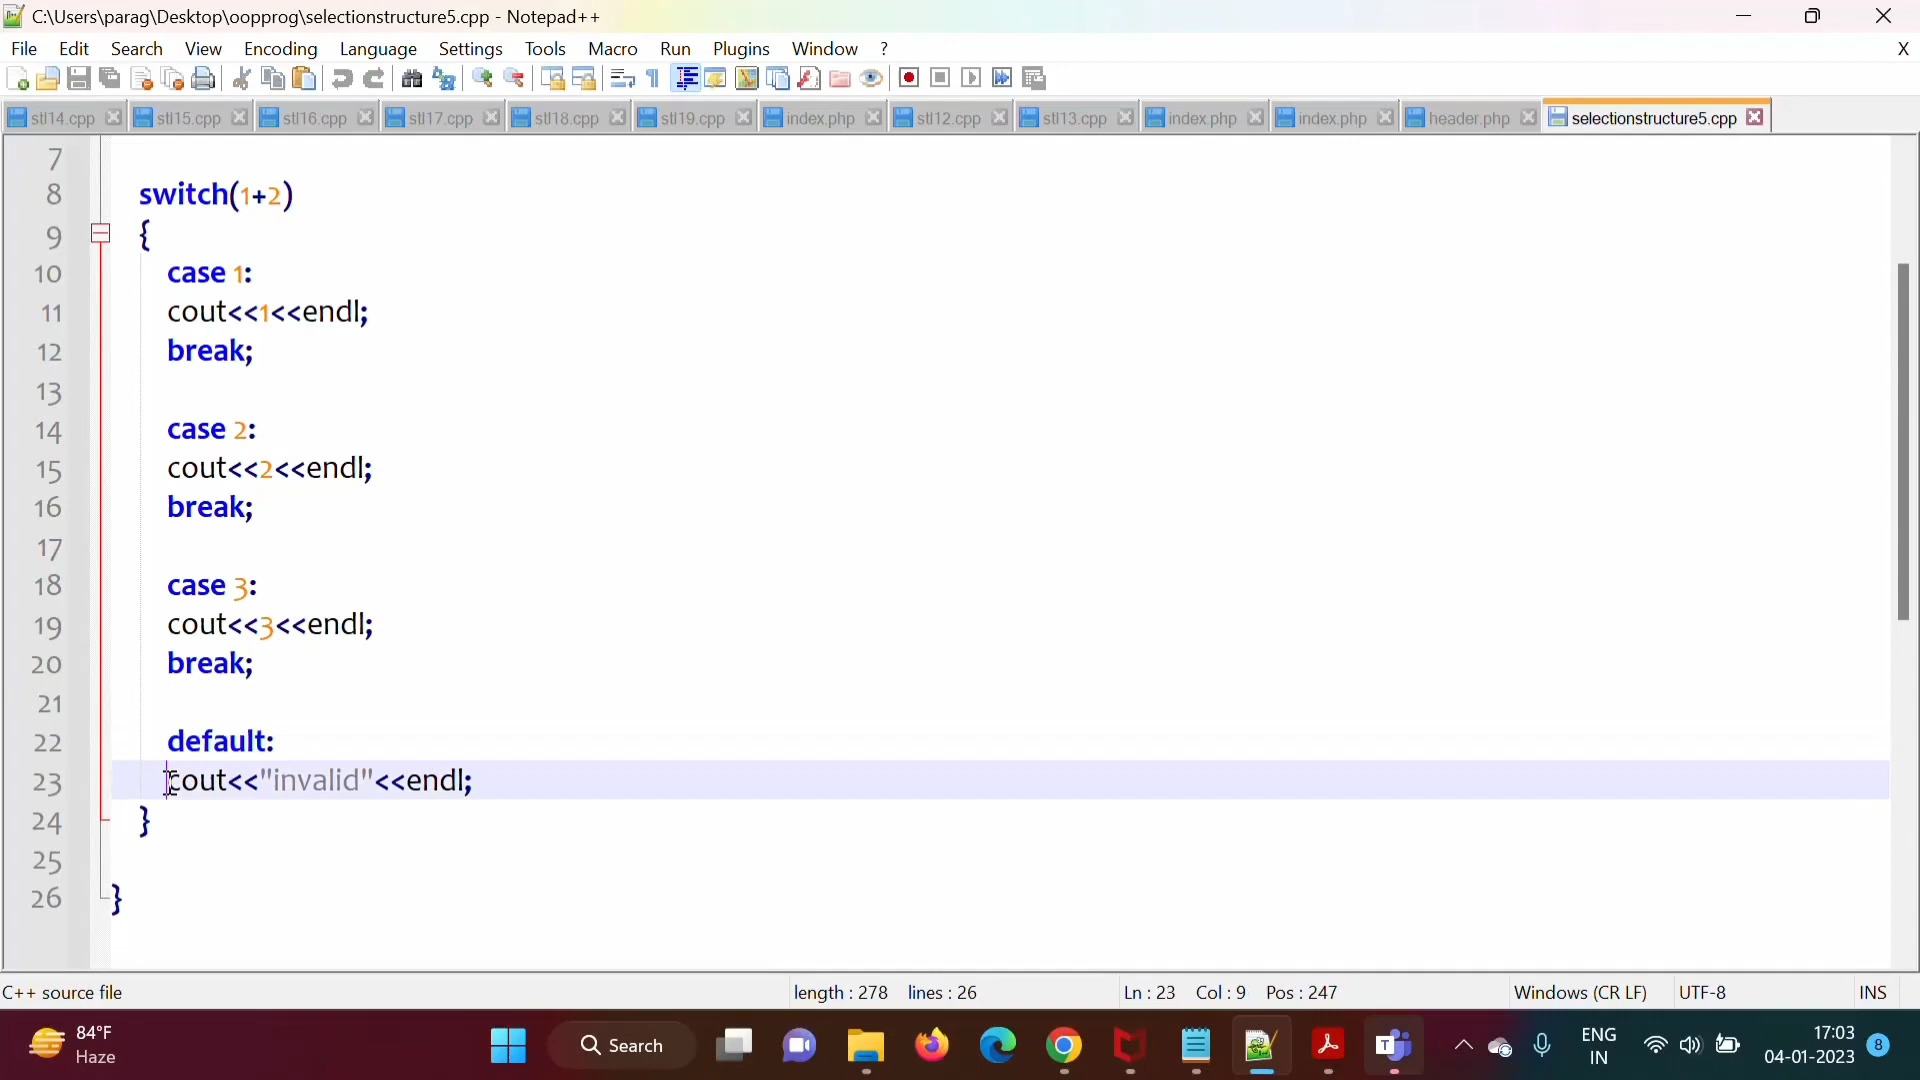 C:\Users\parag\Desktop\oopprog\selectionstructure5.cpp - Notepad++
File Edit Search View Encoding Language Settings Tools Macro Run Plugins Window ? X
stl14.cpp stl15.cpp stl16.cpp stl17.cpp stl18.cpp stl19.cpp index.php stl12.cpp stl13.cpp index.php index.php header.php selectionstructure5.cpp
7
8 switch(1+2)
9 {
10 case 1:
11 cout<<1<<endl;
12 break;
13
14 case 2:
15 cout<<2<<endl;
16 break;
17
18 case 3:
19 cout<<3<<endl;
20 break;
21
22 default:
23 cout<<"invalid"<<endl;
24 }
25
26 }
C++ source file length : 278 lines : 26 Ln : 23 Col : 9 Pos : 247 Windows (CR LF) UTF-8 INS
84°F
Haze
Search
ENG
IN
17:03
04-01-2023
8